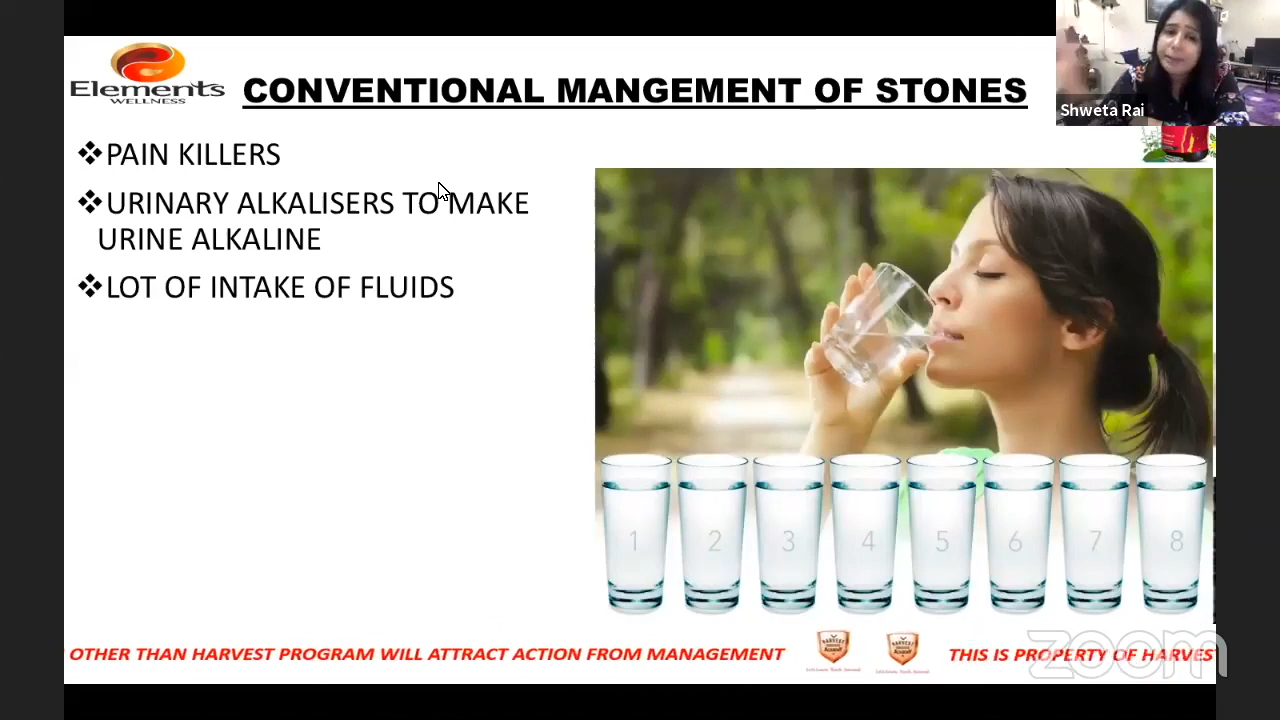 Elements
WELLNESS
CONVENTIONAL MANGEMENT OF STONES
Shweta Rai
❖PAIN KILLERS
❖URINARY ALKALISERS TO MAKE
URINE ALKALINE
❖LOT OF INTAKE OF FLUIDS
1 2 3 4 5 6 7 8
OTHER THAN HARVEST PROGRAM WILL ATTRACT ACTION FROM MANAGEMENT
HARVEST
THIS IS PROPERTY OF HARVEST
zoom